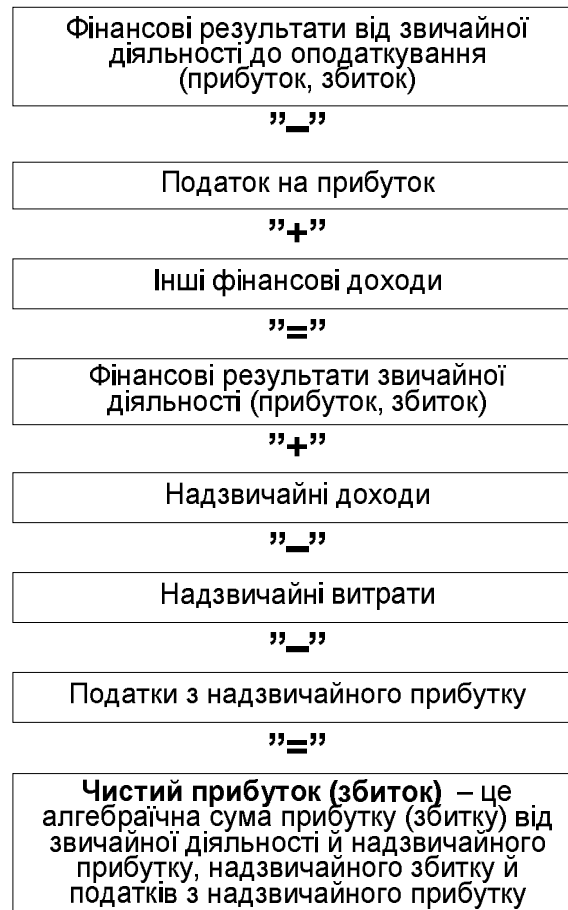 Фінансові результати від звичайної
діяльності до оподаткування
(прибуток, збиток)
”–”
Податок на прибуток
”+”
Інші фінансові доходи
”=”
Фінансові результати звичайної
діяльності (прибуток, збиток)
”+”
Надзвичайні доходи
”–”
Надзвичайні витрати
”–”
Податки з надзвичайного прибутку
”=”
Чистий прибуток (збиток) – це
алгебраїчна сума прибутку (збитку) від
звичайної діяльності й надзвичайного
прибутку, надзвичайного збитку й
податків з надзвичайного прибутку